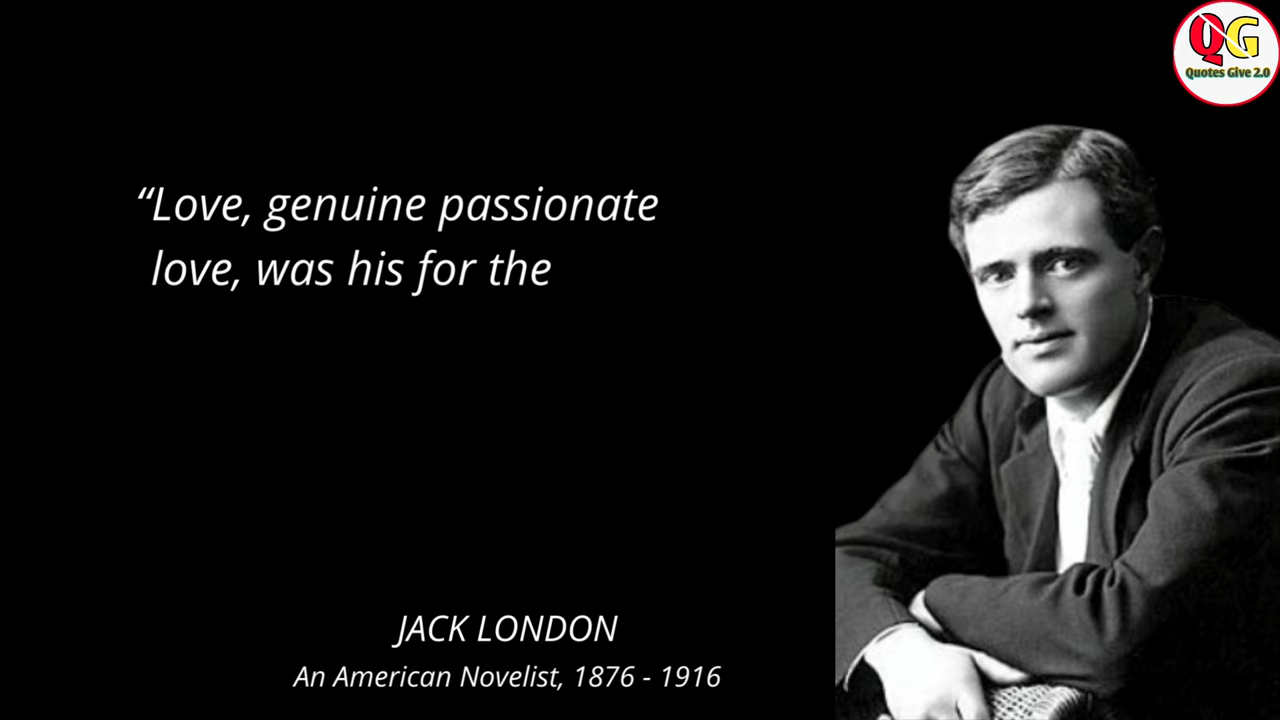 QG
Quotes Give 2.0
“Love, genuine passionate
love, was his for the
JACK LONDON
An American Novelist, 1876 - 1916